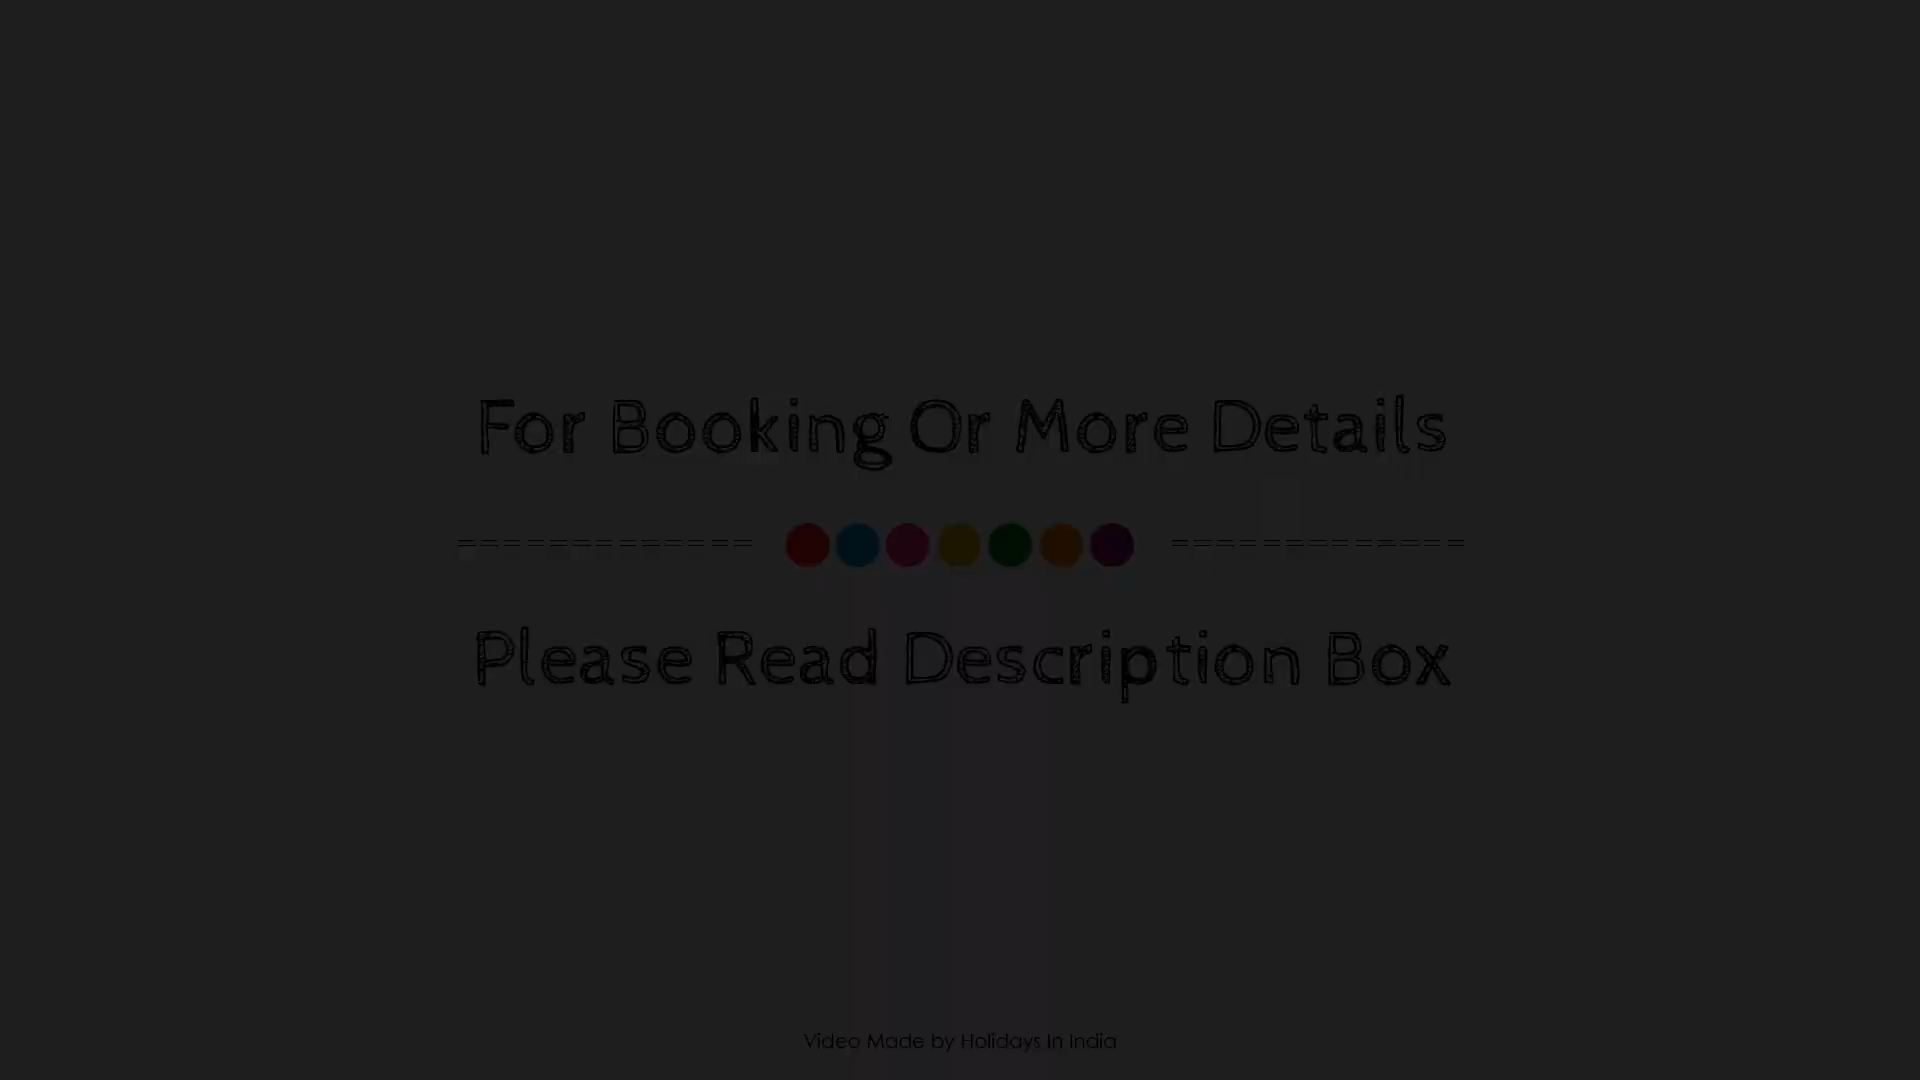 For Booking Or More Details
============= =============
Please Read Description Box
Video Made by Holidays In India